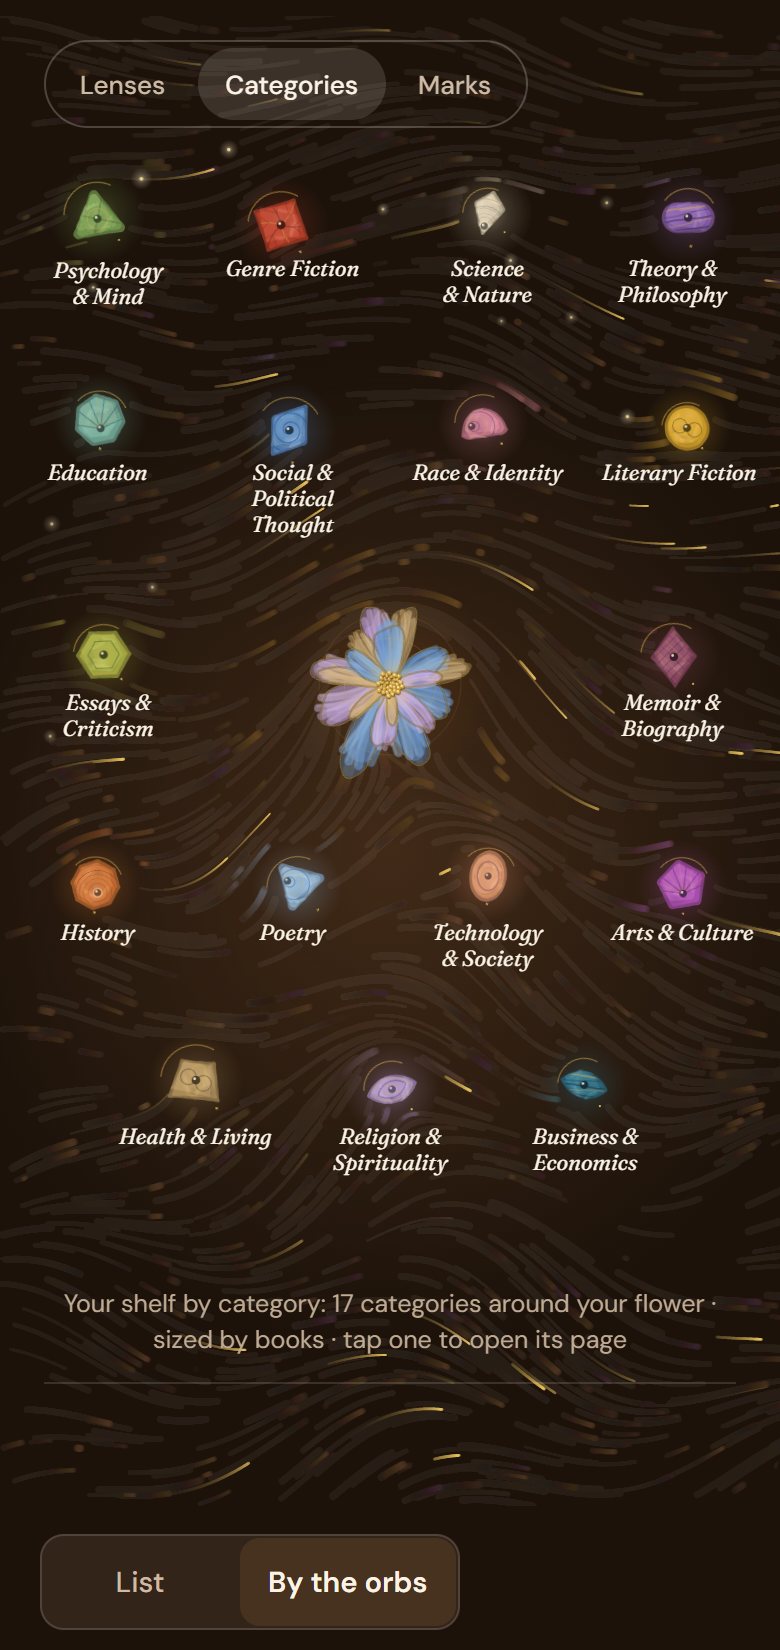 Lenses
Categories
Marks
Psychology
& Mind
Genre Fiction
Science
& Nature
Theory &
Philosophy
Education
Social &
Political
Thought
Race & Identity
Literary Fiction
Essays &
Criticism
Memoir &
Biography
History
Poetry
Technology
& Society
Arts & Culture
Health & Living
Religion &
Spirituality
Business &
Economics
Your shelf by category: 17 categories around your flower ·
sized by books · tap one to open its page
List
By the orbs